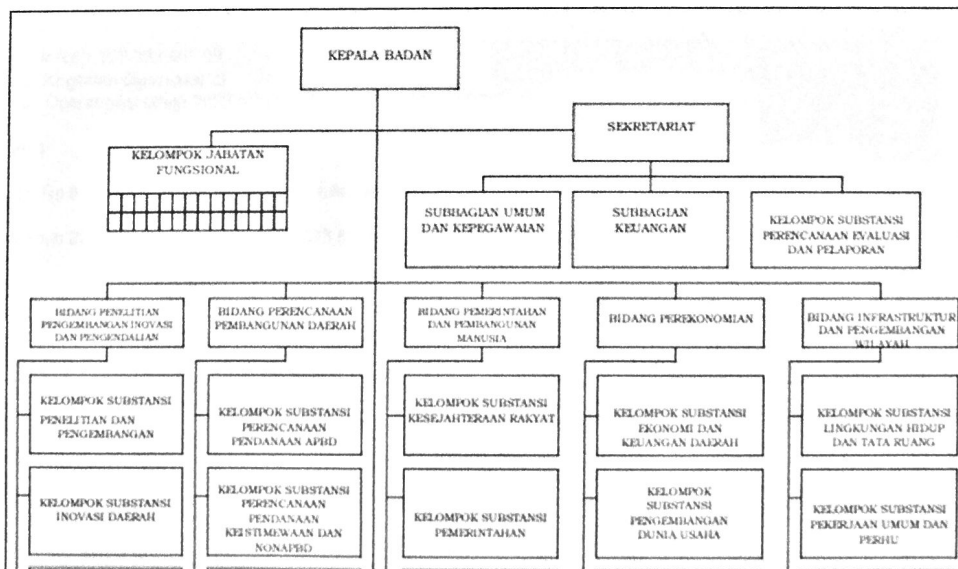 KEPALA BADAN
SEKRETARIAT
KELOMPOK JABATAN
FUNGSIONAL
SUBBAGIAN UMUM
DAN KEPEGAWAIAN
SUBBAGIAN
KEUANGAN
KELOMPOK SUBSTANSI
PERENCANAAN EVALUASI
DAN PELAPORAN
BIDANG PENELITIAN
PENGEMBANGAN INOVASI
DAN PENGENDALIAN
BIDANG PERENCANAAN
PEMBANGUNAN DAERAH
BIDANG PEMERINTAHAN
DAN PEMBANGUNAN
MANUSIA
BIDANG PEREKONOMIAN
BIDANG INFRASTRUKTUR
DAN PENGEMBANGAN
WILAYAH
KELOMPOK SUBSTANSI
PENELITIAN DAN
PENGEMBANGAN
KELOMPOK SUBSTANSI
PERENCANAAN
PENDANAAN APBD
KELOMPOK SUBSTANSI
KESEJAHTERAAN RAKYAT
KELOMPOK SUBSTANSI
EKONOMI DAN
KEUANGAN DAERAH
KELOMPOK SUBSTANSI
LINGKUNGAN HIDUP
DAN TATA RUANG
KELOMPOK SUBSTANSI
INOVASI DAERAH
KELOMPOK SUBSTANSI
PERENCANAAN
PENDANAAN
KEISTIMEWAAN DAN
NONAPBD
KELOMPOK SUBSTANSI
PEMERINTAHAN
KELOMPOK
SUBSTANSI
PENGEMBANGAN
DUNIA USAHA
KELOMPOK SUBSTANSI
PEKERJAAN UMUM DAN
PERHU